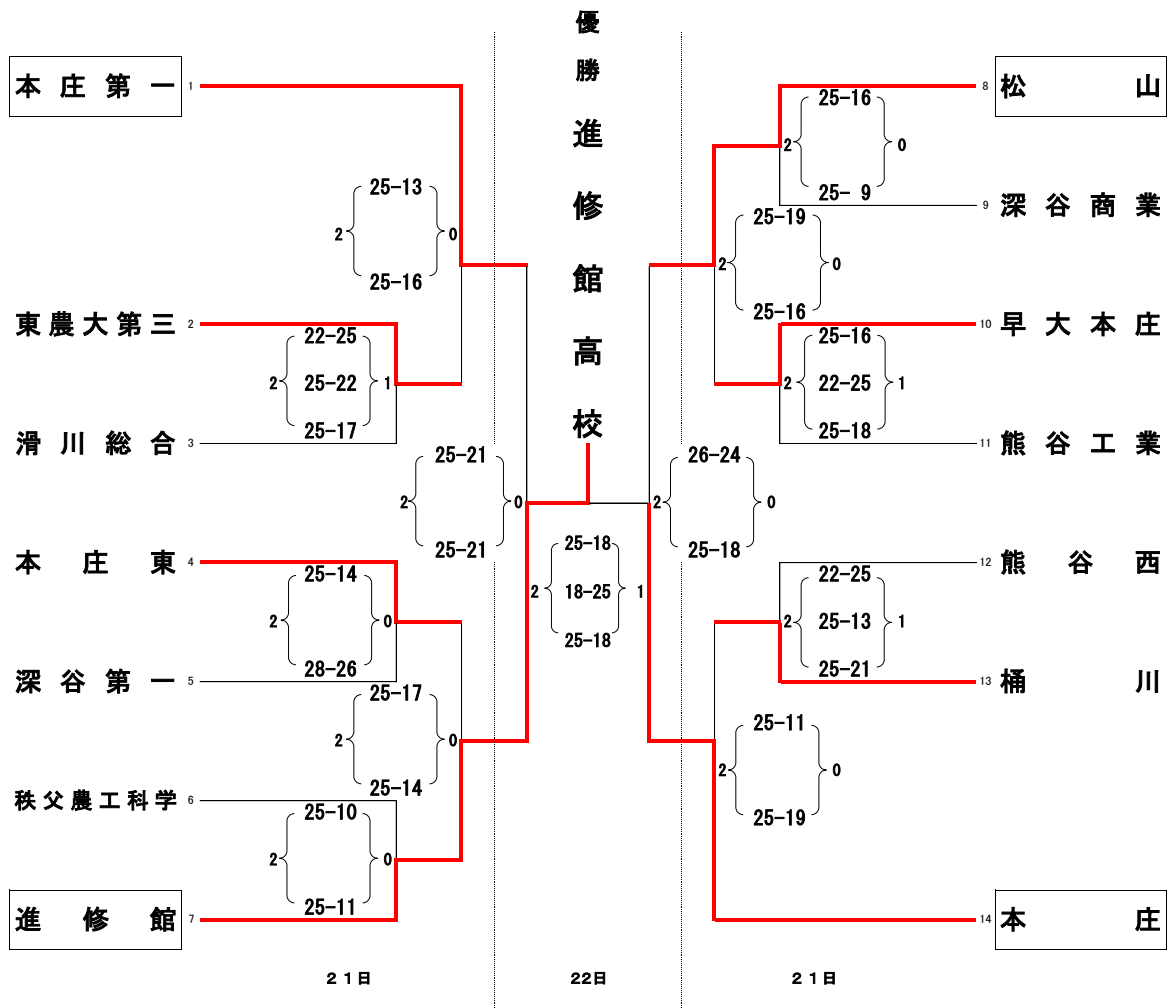 優
勝
進
修
館
高
校
本庄第一 1
25-13
2 0
25-16
東農大第三 2
22-25
2 25-22 1
25-17
滑川総合 3
25-21
2 0
25-21
本庄東 4
25-14
2 0
28-26
深谷第一 5
25-17
2 0
25-14
秩父農工科学 6
25-10
2 0
25-11
進修館 7
25-18
2 18-25 1
25-18
8 松山
25-16
2 0
25- 9
9 深谷商業
25-19
2 0
25-16
10 早大本庄
25-16
2 22-25 1
25-18
11 熊谷工業
26-24
2 0
25-18
12 熊谷西
22-25
2 25-13 1
25-21
13 桶川
25-11
2 0
25-19
14 本庄
21日 22日 21日